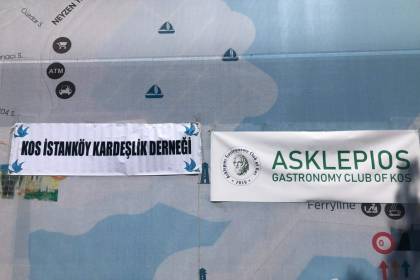 NEYZEN
ATM
KOS İSTANKÖY KARDEŞLİK DERNEĞİ
ASKLEPIOS
GASTRONOMY CLUB OF KOS
Ferryline